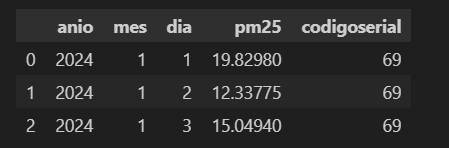 anio mes dia pm25 codigoserial
0 2024 1 1 19.82980 69
1 2024 1 2 12.33775 69
2 2024 1 3 15.04940 69